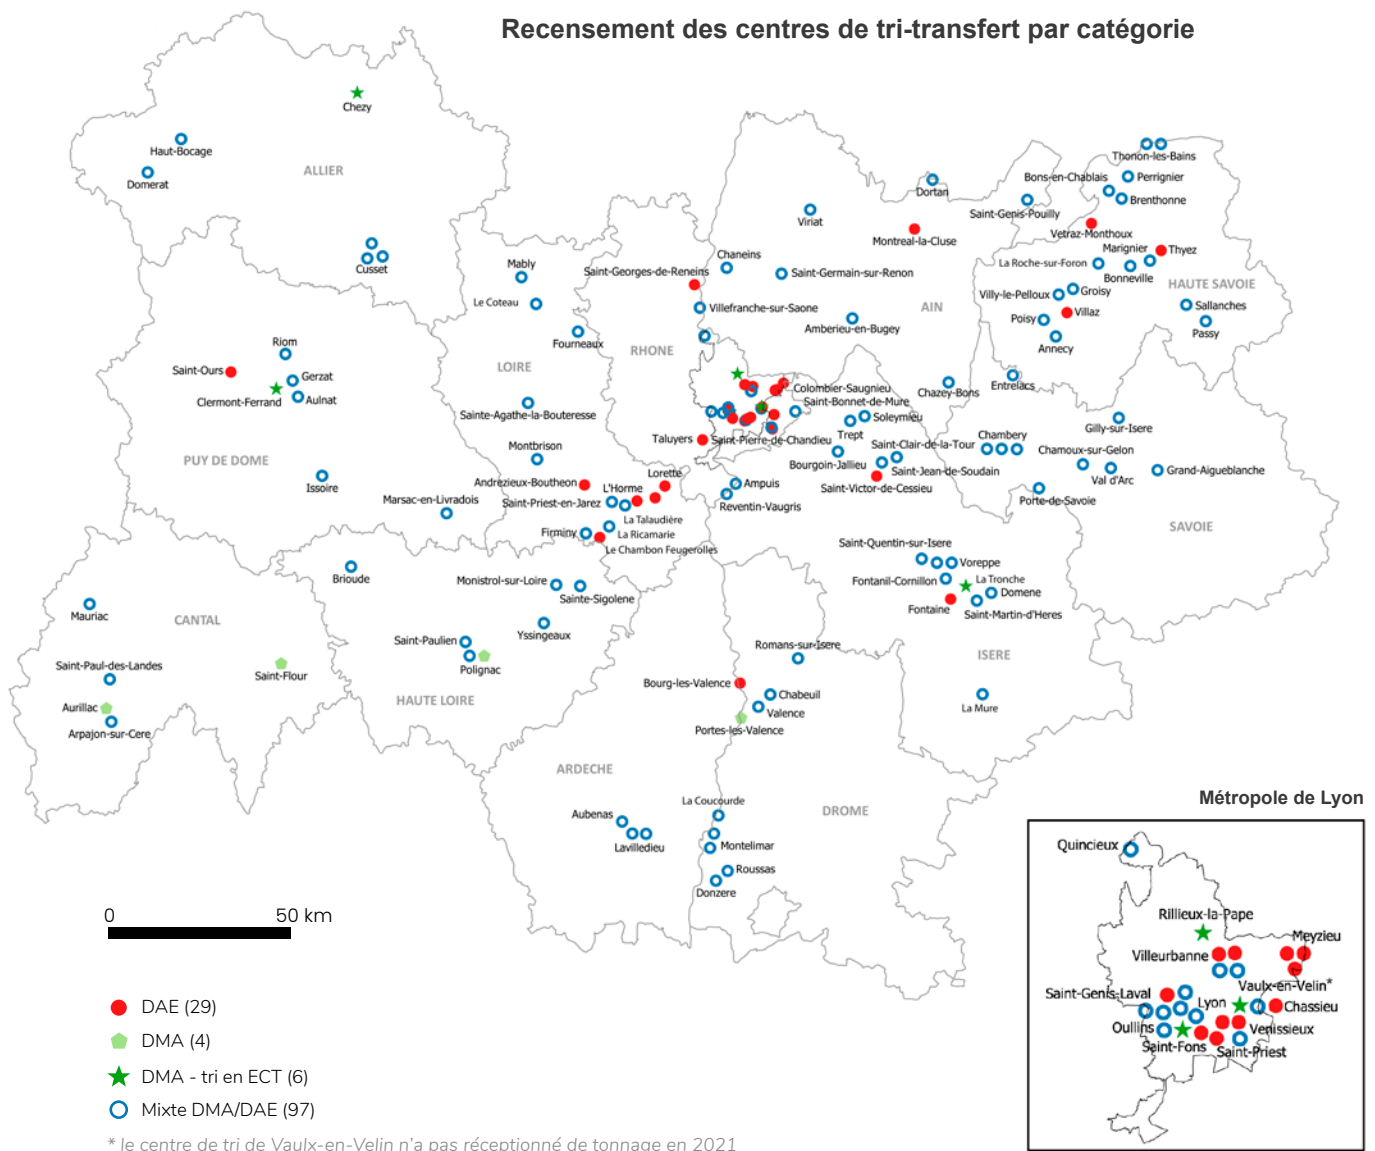 Recensement des centres de tri-transfert par catégorie
Chezy
Haut-Bocage
Domerat
ALLIER
Cusset
Thonon-les-Bains
Bons-en-Chablais
Perrignier
Brenthonne
Dortan
Saint-Genis-Pouilly
Viriat
Montreal-la-Cluse
Vetraz-Monthoux
Marignier
Thyez
La Roche-sur-Foron
Bonneville
HAUTE SAVOIE
Chaneins
Saint-Georges-de-Reneins
Saint-Germain-sur-Renon
Mably
Le Coteau
Villefranche-sur-Saone
AIN
Villy-le-Pelloux
Groisy
Villaz
Sallanches
Poisy
Passy
Amberieu-en-Bugey
Annecy
Fourneaux
RHONE
Riom
LOIRE
Saint-Ours
Gerzat
Clermont-Ferrand
Aulnat
Chazey-Bons
Entrelacs
Colombier-Saugnieu
Saint-Bonnet-de-Mure
Soleymieu
Sainte-Agathe-la-Bouteresse
Trept
Gilly-sur-Isere
Taluyers
Saint-Pierre-de-Chandieu
Saint-Clair-de-la-Tour
Chambery
Montbrison
PUY DE DOME
Bourgoin-Jallieu
Saint-Jean-de-Soudain
Chamoux-sur-Gelon
Val d'Arc
Grand-Aigueblanche
Issoire
Andrezieux-Boutheon
Lorette
L'Horme
Saint-Victor-de-Cessieu
Ampuis
Reventin-Vaugris
Porte-de-Savoie
Marsac-en-Livradois
Saint-Priest-en-Jarez
La Talaudière
SAVOIE
Firminy
La Ricamarie
Le Chambon Feugerolles
Saint-Quentin-sur-Isere
Voreppe
Brioude
Monistrol-sur-Loire
Sainte-Sigolene
Fontanil-Cornillon
La Tronche
Domene
Fontaine
Saint-Martin-d'Heres
Mauriac
CANTAL
Yssingeaux
Saint-Paulien
Polignac
Romans-sur-Isere
ISERE
Saint-Paul-des-Landes
Saint-Flour
Bourg-les-Valence
Chabeuil
HAUTE LOIRE
Aurillac
Valence
La Mure
Arpajon-sur-Cere
Portes-les-Valence
ARDECHE
La Coucourde
DROME
Aubenas
Lavilledieu
Montelimar
Roussas
Donzere
Métropole de Lyon
Quincieux
Rillieux-la-Pape
Meyzieu
Villeurbanne
Vaulx-en-Velin*
Saint-Genis-Laval
Lyon
Chassieu
Oullins
Venissieux
Saint-Fons
Saint-Priest
0 50 km
DAE (29)
DMA (4)
DMA - tri en ECT (6)
Mixte DMA/DAE (97)
* le centre de tri de Vaulx-en-Velin n'a pas réceptionné de tonnage en 2021